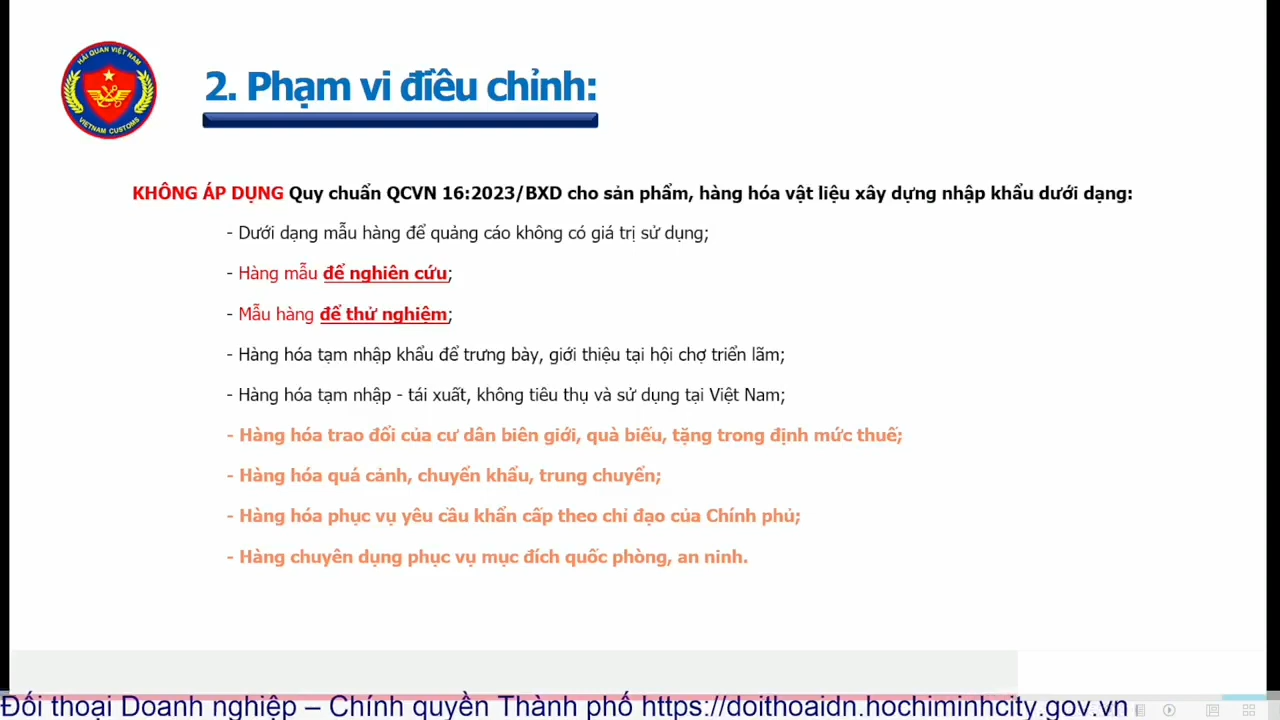 HẢI QUAN VIỆT NAM
VIETNAM CUSTOMS
2. Phạm vi điều chỉnh:
KHÔNG ÁP DỤNG Quy chuẩn QCVN 16:2023/BXD cho sản phẩm, hàng hóa vật liệu xây dựng nhập khẩu dưới dạng:
- Dưới dạng mẫu hàng để quảng cáo không có giá trị sử dụng;
- Hàng mẫu để nghiên cứu;
- Mẫu hàng để thử nghiệm;
- Hàng hóa tạm nhập khẩu để trưng bày, giới thiệu tại hội chợ triển lãm;
- Hàng hóa tạm nhập - tái xuất, không tiêu thụ và sử dụng tại Việt Nam;
- Hàng hóa trao đổi của cư dân biên giới, quà biếu, tặng trong định mức thuế;
- Hàng hóa quá cảnh, chuyển khẩu, trung chuyển;
- Hàng hóa phục vụ yêu cầu khẩn cấp theo chỉ đạo của Chính phủ;
- Hàng chuyên dụng phục vụ mục đích quốc phòng, an ninh.
Đối thoại Doanh nghiệp – Chính quyền Thành phố https://doithoaidn.hochiminhcity.gov.vn